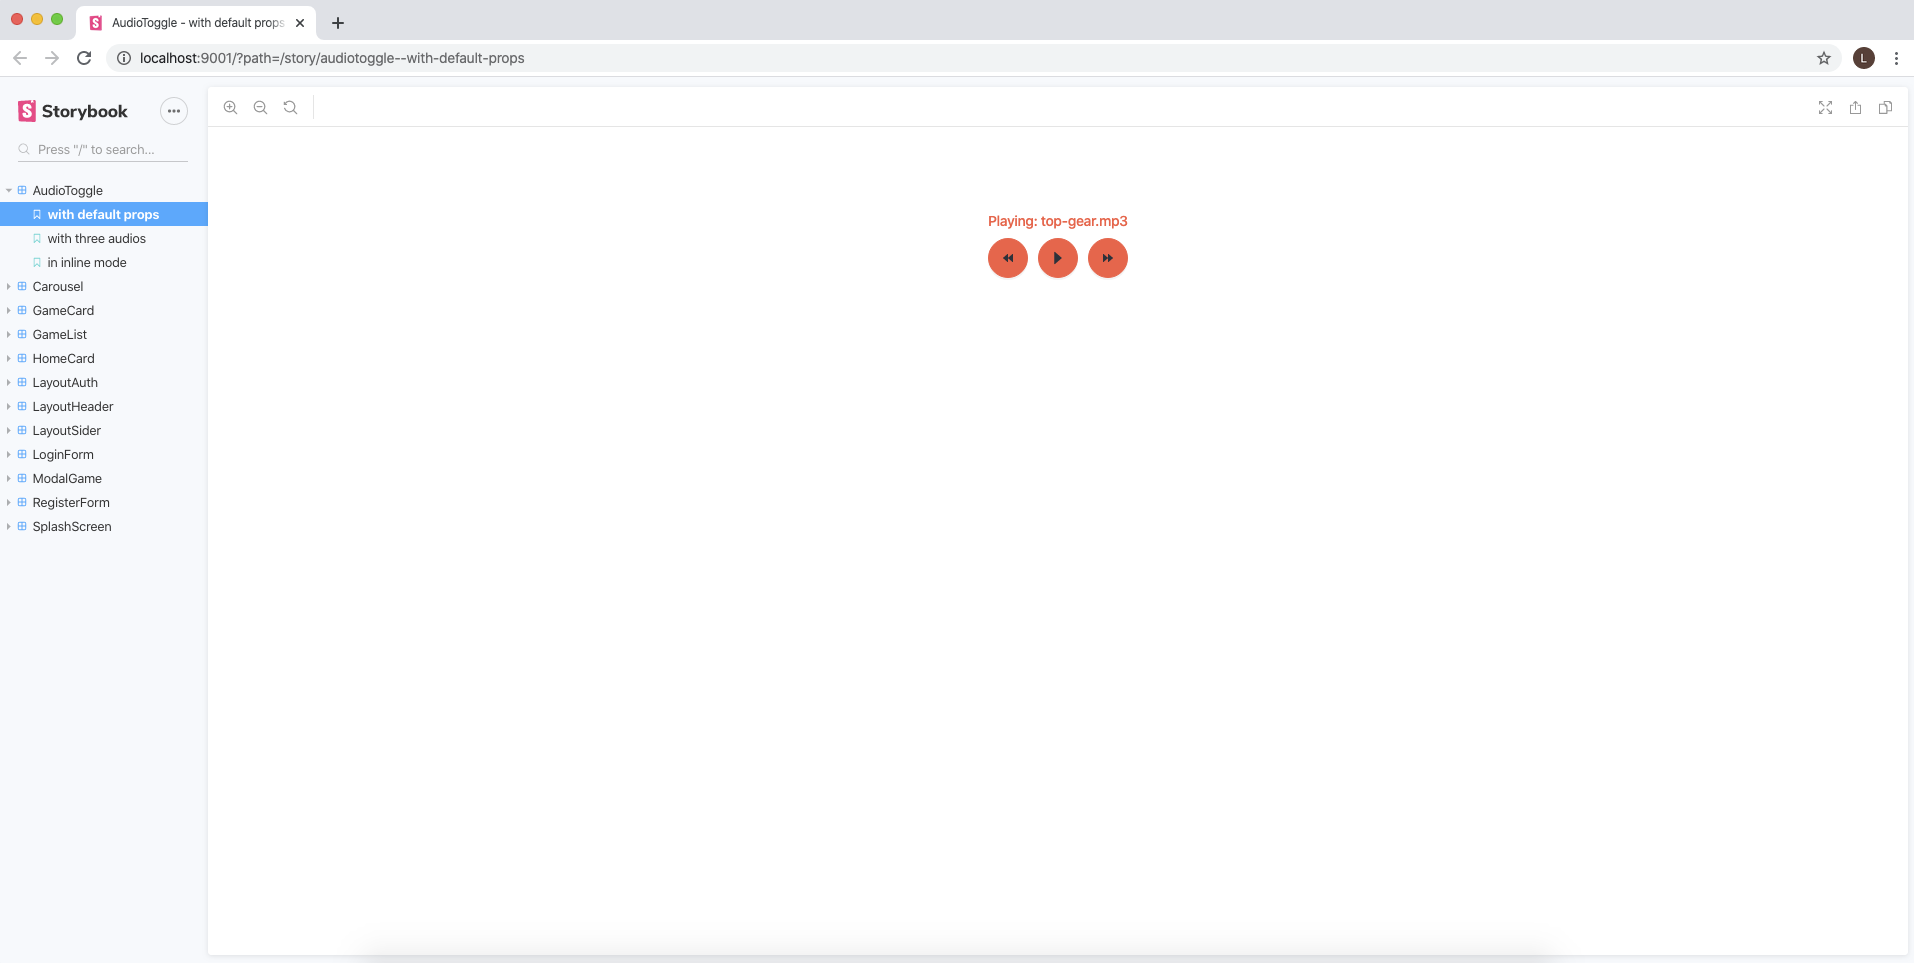 AudioToggle - with default props
localhost:9001/?path=/story/audiotoggle--with-default-props
L
S Storybook
Press "/" to search...
AudioToggle
with default props
with three audios
in inline mode
Carousel
GameCard
GameList
HomeCard
LayoutAuth
LayoutHeader
LayoutSider
LoginForm
ModalGame
RegisterForm
SplashScreen
Playing: top-gear.mp3